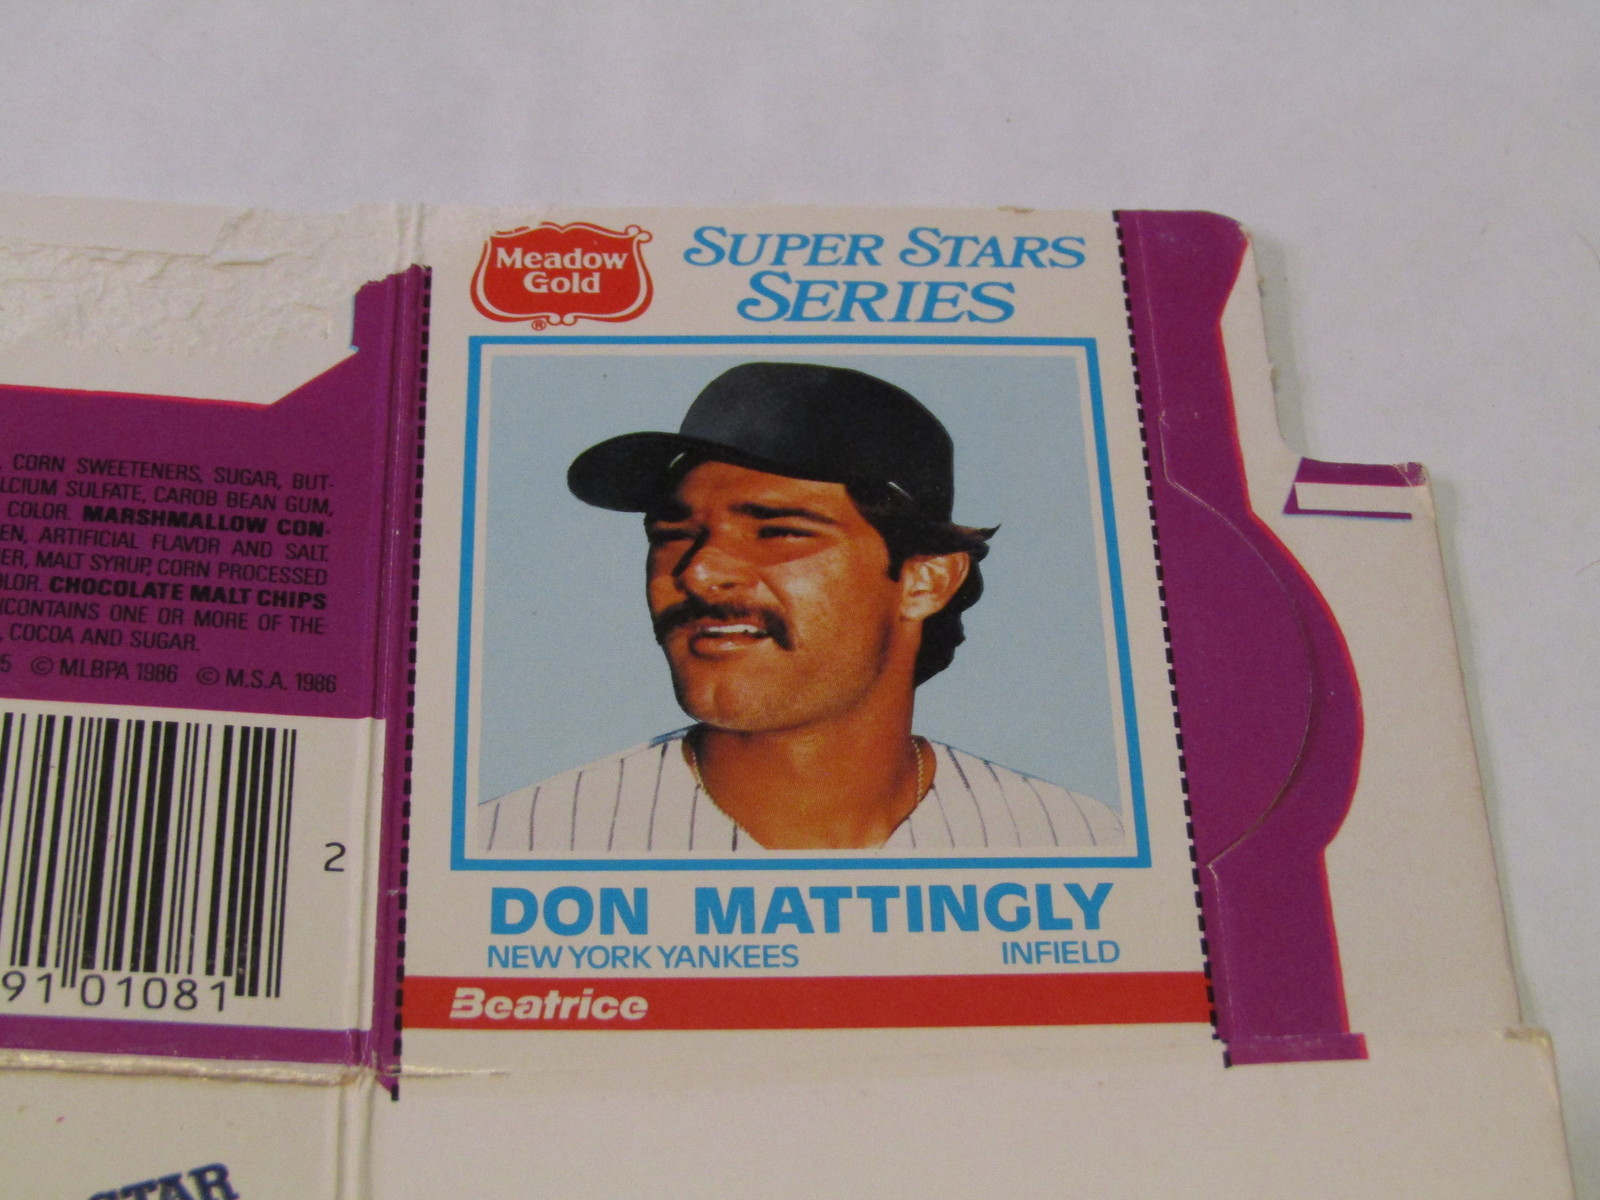 Meadow
Gold
®
SUPER STARS
SERIES
DON MATTINGLY
NEW YORK YANKEES INFIELD
Beatrice
, CORN SWEETENERS, SUGAR, BUT-
LCIUM SULFATE, CAROB BEAN GUM,
COLOR. MARSHMALLOW CON-
EN, ARTIFICIAL FLAVOR AND SALT.
ER, MALT SYRUP, CORN PROCESSED
OLOR. CHOCOLATE MALT CHIPS
(CONTAINS ONE OR MORE OF THE
, COCOA AND SUGAR.
5 © MLBPA 1986 © M.S.A. 1986
91 01081 2
STAR